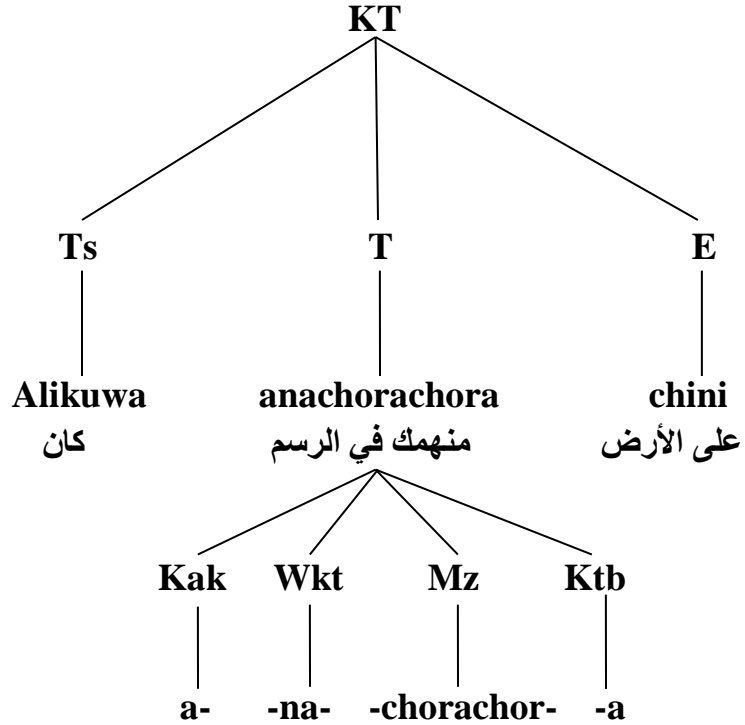 KT
Ts T E
Alikuwa anachorachora chini
كان منهمك في الرسم على الأرض
Kak Wkt Mz Ktb
a- -na- -chorachor- -a